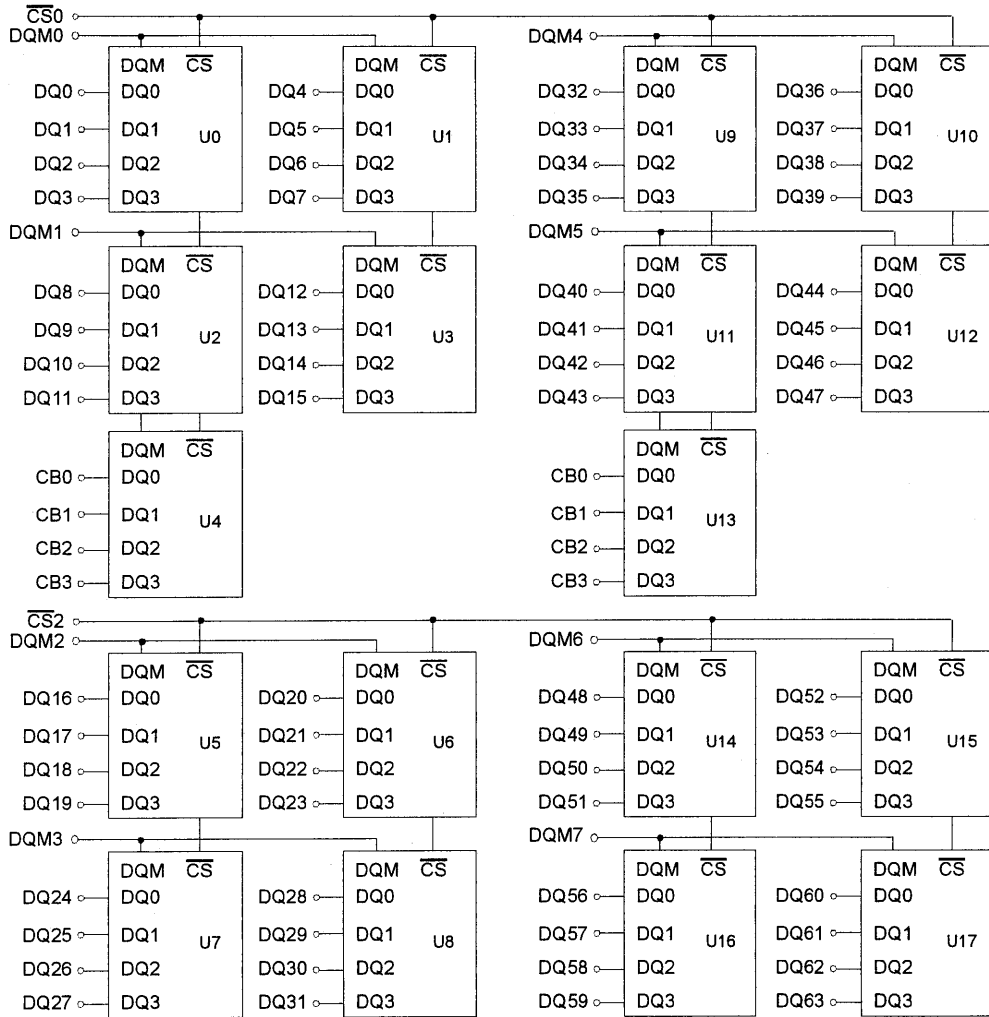 CS0
DQM0 DQM4
DQM CS DQM CS DQM CS DQM CS
DQ0 DQ0 DQ4 DQ0 DQ32 DQ0 DQ36 DQ0
DQ1 DQ1 U0 DQ5 DQ1 U1 DQ33 DQ1 U9 DQ37 DQ1 U10
DQ2 DQ2 DQ6 DQ2 DQ34 DQ2 DQ38 DQ2
DQ3 DQ3 DQ7 DQ3 DQ35 DQ3 DQ39 DQ3
DQM1 DQM5
DQM CS DQM CS DQM CS DQM CS
DQ8 DQ0 DQ12 DQ0 DQ40 DQ0 DQ44 DQ0
DQ9 DQ1 U2 DQ13 DQ1 U3 DQ41 DQ1 U11 DQ45 DQ1 U12
DQ10 DQ2 DQ14 DQ2 DQ42 DQ2 DQ46 DQ2
DQ11 DQ3 DQ15 DQ3 DQ43 DQ3 DQ47 DQ3
DQM CS DQM CS
CB0 DQ0 CB0 DQ0
CB1 DQ1 U4 CB1 DQ1 U13
CB2 DQ2 CB2 DQ2
CB3 DQ3 CB3 DQ3
CS2
DQM2 DQM6
DQM CS DQM CS DQM CS DQM CS
DQ16 DQ0 DQ20 DQ0 DQ48 DQ0 DQ52 DQ0
DQ17 DQ1 U5 DQ21 DQ1 U6 DQ49 DQ1 U14 DQ53 DQ1 U15
DQ18 DQ2 DQ22 DQ2 DQ50 DQ2 DQ54 DQ2
DQ19 DQ3 DQ23 DQ3 DQ51 DQ3 DQ55 DQ3
DQM3 DQM7
DQM CS DQM CS DQM CS DQM CS
DQ24 DQ0 DQ28 DQ0 DQ56 DQ0 DQ60 DQ0
DQ25 DQ1 U7 DQ29 DQ1 U8 DQ57 DQ1 U16 DQ61 DQ1 U17
DQ26 DQ2 DQ30 DQ2 DQ58 DQ2 DQ62 DQ2
DQ27 DQ3 DQ31 DQ3 DQ59 DQ3 DQ63 DQ3